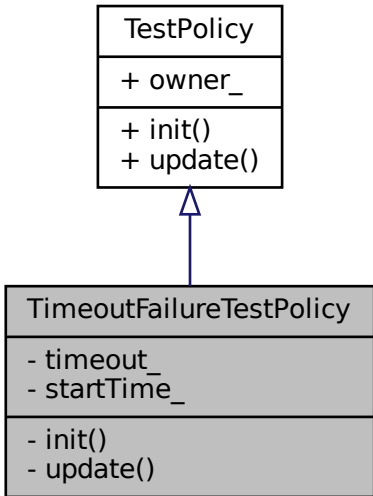 TestPolicy
+ owner_
+ init()
+ update()
TimeoutFailureTestPolicy
- timeout_
- startTime_
- init()
- update()